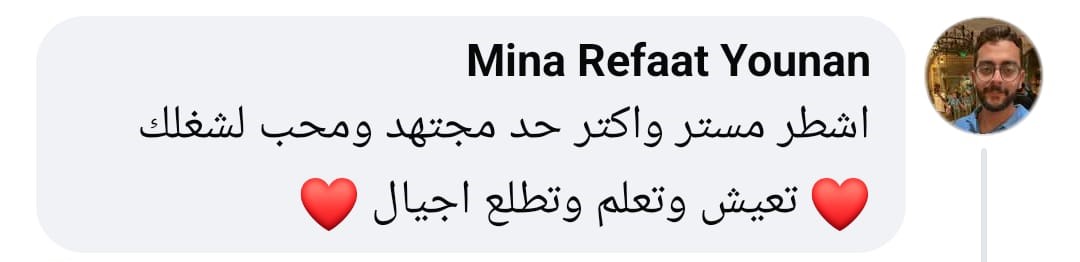 Mina Refaat Younan
اشطر مستر واكتر حد مجتهد ومحب لشغلك
❤️ تعيش وتعلم وتطلع اجيال ❤️